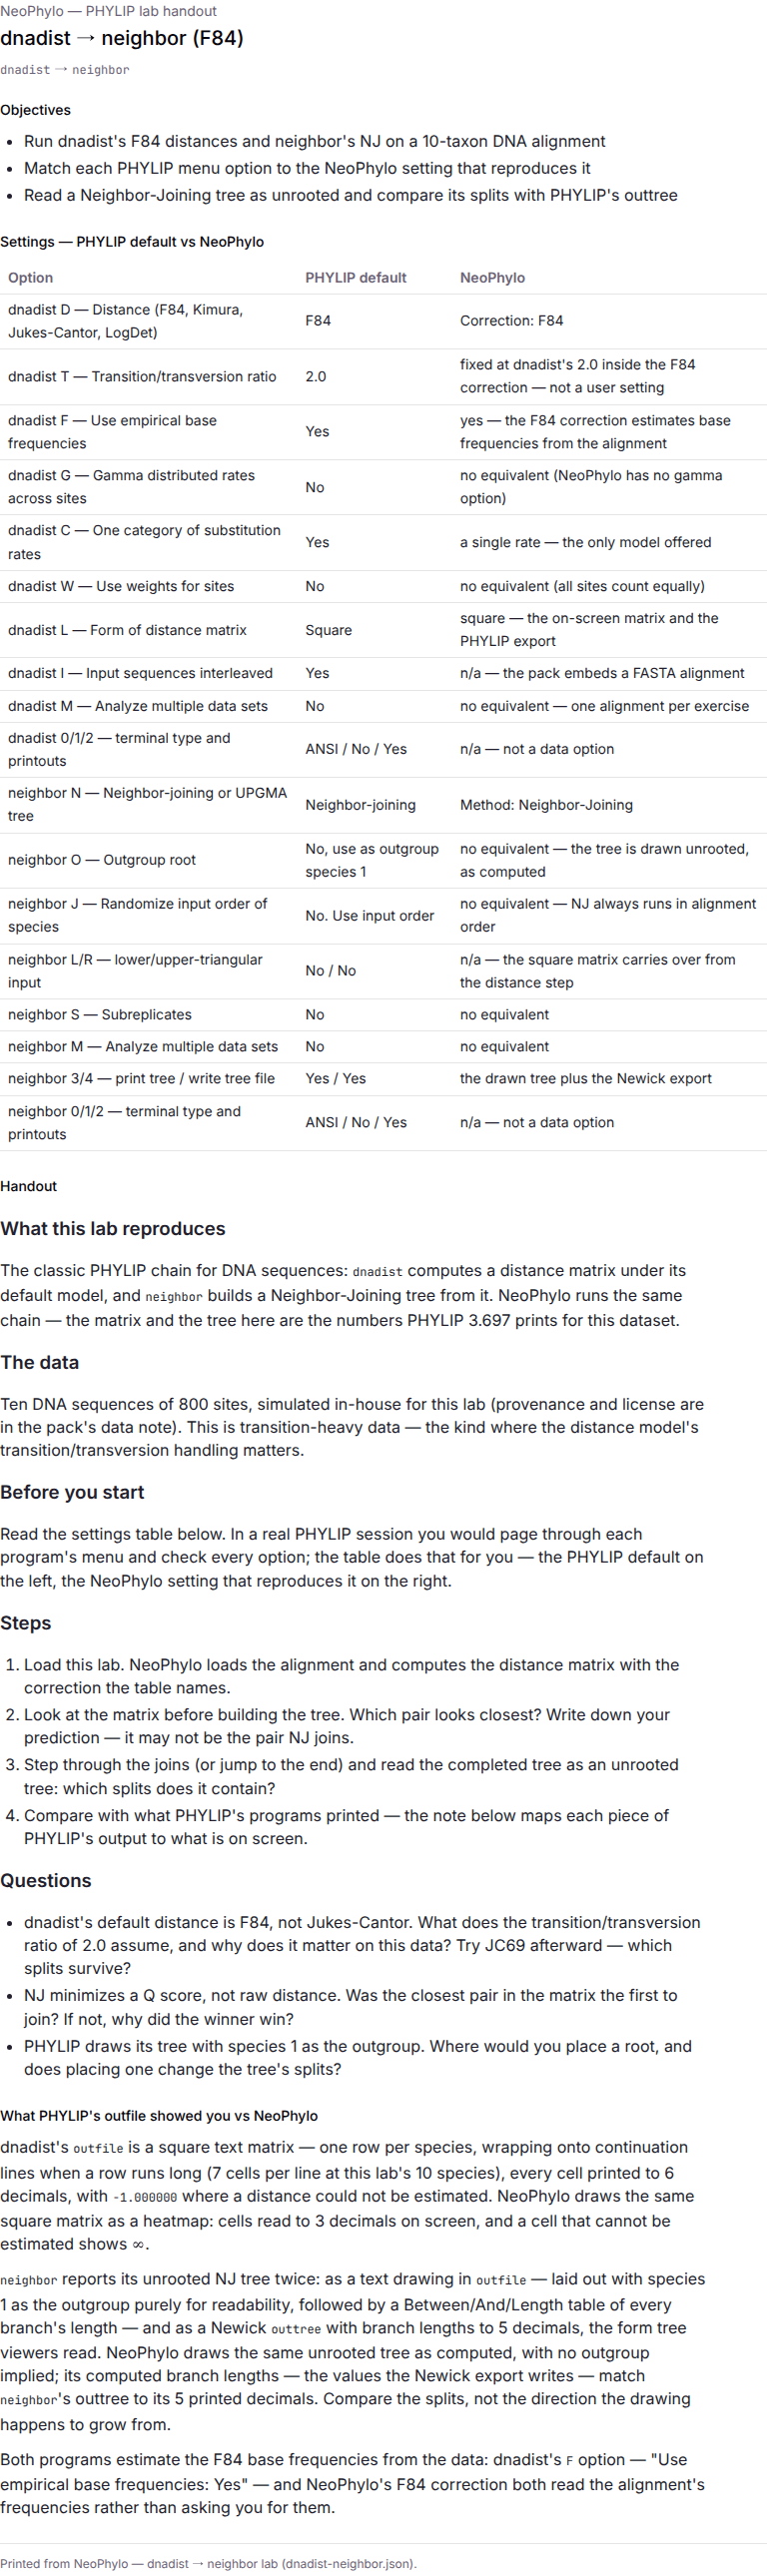 NeoPhylo — PHYLIP lab handout
dnadist → neighbor (F84)
dnadist → neighbor
Objectives
• Run dnadist's F84 distances and neighbor's NJ on a 10-taxon DNA alignment
• Match each PHYLIP menu option to the NeoPhylo setting that reproduces it
• Read a Neighbor-Joining tree as unrooted and compare its splits with PHYLIP's outtree
Settings — PHYLIP default vs NeoPhylo
Option PHYLIP default NeoPhylo
dnadist D — Distance (F84, Kimura,
Jukes-Cantor, LogDet)
F84
Correction: F84
dnadist T — Transition/transversion ratio
2.0
fixed at dnadist's 2.0 inside the F84
correction — not a user setting
dnadist F — Use empirical base
frequencies
Yes
yes — the F84 correction estimates base
frequencies from the alignment
dnadist G — Gamma distributed rates
across sites
No
no equivalent (NeoPhylo has no gamma
option)
dnadist C — One category of substitution
rates
Yes
a single rate — the only model offered
dnadist W — Use weights for sites
No
no equivalent (all sites count equally)
dnadist L — Form of distance matrix
Square
square — the on-screen matrix and the
PHYLIP export
dnadist I — Input sequences interleaved
Yes
n/a — the pack embeds a FASTA alignment
dnadist M — Analyze multiple data sets
No
no equivalent — one alignment per exercise
dnadist 0/1/2 — terminal type and
printouts
ANSI / No / Yes
n/a — not a data option
neighbor N — Neighbor-joining or UPGMA
tree
Neighbor-joining
Method: Neighbor-Joining
neighbor O — Outgroup root
No, use as outgroup
species 1
no equivalent — the tree is drawn unrooted,
as computed
neighbor J — Randomize input order of
species
No. Use input order
no equivalent — NJ always runs in alignment
order
neighbor L/R — lower/upper-triangular
input
No / No
n/a — the square matrix carries over from
the distance step
neighbor S — Subreplicates
No
no equivalent
neighbor M — Analyze multiple data sets
No
no equivalent
neighbor 3/4 — print tree / write tree file
Yes / Yes
the drawn tree plus the Newick export
neighbor 0/1/2 — terminal type and
printouts
ANSI / No / Yes
n/a — not a data option
Handout
What this lab reproduces
The classic PHYLIP chain for DNA sequences: dnadist computes a distance matrix under its
default model, and neighbor builds a Neighbor-Joining tree from it. NeoPhylo runs the same
chain — the matrix and the tree here are the numbers PHYLIP 3.697 prints for this dataset.
The data
Ten DNA sequences of 800 sites, simulated in-house for this lab (provenance and license are
in the pack's data note). This is transition-heavy data — the kind where the distance model's
transition/transversion handling matters.
Before you start
Read the settings table below. In a real PHYLIP session you would page through each
program's menu and check every option; the table does that for you — the PHYLIP default on
the left, the NeoPhylo setting that reproduces it on the right.
Steps
1. Load this lab. NeoPhylo loads the alignment and computes the distance matrix with the
correction the table names.
2. Look at the matrix before building the tree. Which pair looks closest? Write down your
prediction — it may not be the pair NJ joins.
3. Step through the joins (or jump to the end) and read the completed tree as an unrooted
tree: which splits does it contain?
4. Compare with what PHYLIP's programs printed — the note below maps each piece of
PHYLIP's output to what is on screen.
Questions
• dnadist's default distance is F84, not Jukes-Cantor. What does the transition/transversion
ratio of 2.0 assume, and why does it matter on this data? Try JC69 afterward — which
splits survive?
• NJ minimizes a Q score, not raw distance. Was the closest pair in the matrix the first to
join? If not, why did the winner win?
• PHYLIP draws its tree with species 1 as the outgroup. Where would you place a root, and
does placing one change the tree's splits?
What PHYLIP's outfile showed you vs NeoPhylo
dnadist's outfile is a square text matrix — one row per species, wrapping onto continuation
lines when a row runs long (7 cells per line at this lab's 10 species), every cell printed to 6
decimals, with -1.000000 where a distance could not be estimated. NeoPhylo draws the same
square matrix as a heatmap: cells read to 3 decimals on screen, and a cell that cannot be
estimated shows ∞.
neighbor reports its unrooted NJ tree twice: as a text drawing in outfile — laid out with species
1 as the outgroup purely for readability, followed by a Between/And/Length table of every
branch's length — and as a Newick outtree with branch lengths to 5 decimals, the form tree
viewers read. NeoPhylo draws the same unrooted tree as computed, with no outgroup
implied; its computed branch lengths — the values the Newick export writes — match
neighbor's outtree to its 5 printed decimals. Compare the splits, not the direction the drawing
happens to grow from.
Both programs estimate the F84 base frequencies from the data: dnadist's F option — "Use
empirical base frequencies: Yes" — and NeoPhylo's F84 correction both read the alignment's
frequencies rather than asking you for them.
Printed from NeoPhylo — dnadist → neighbor lab (dnadist-neighbor.json).